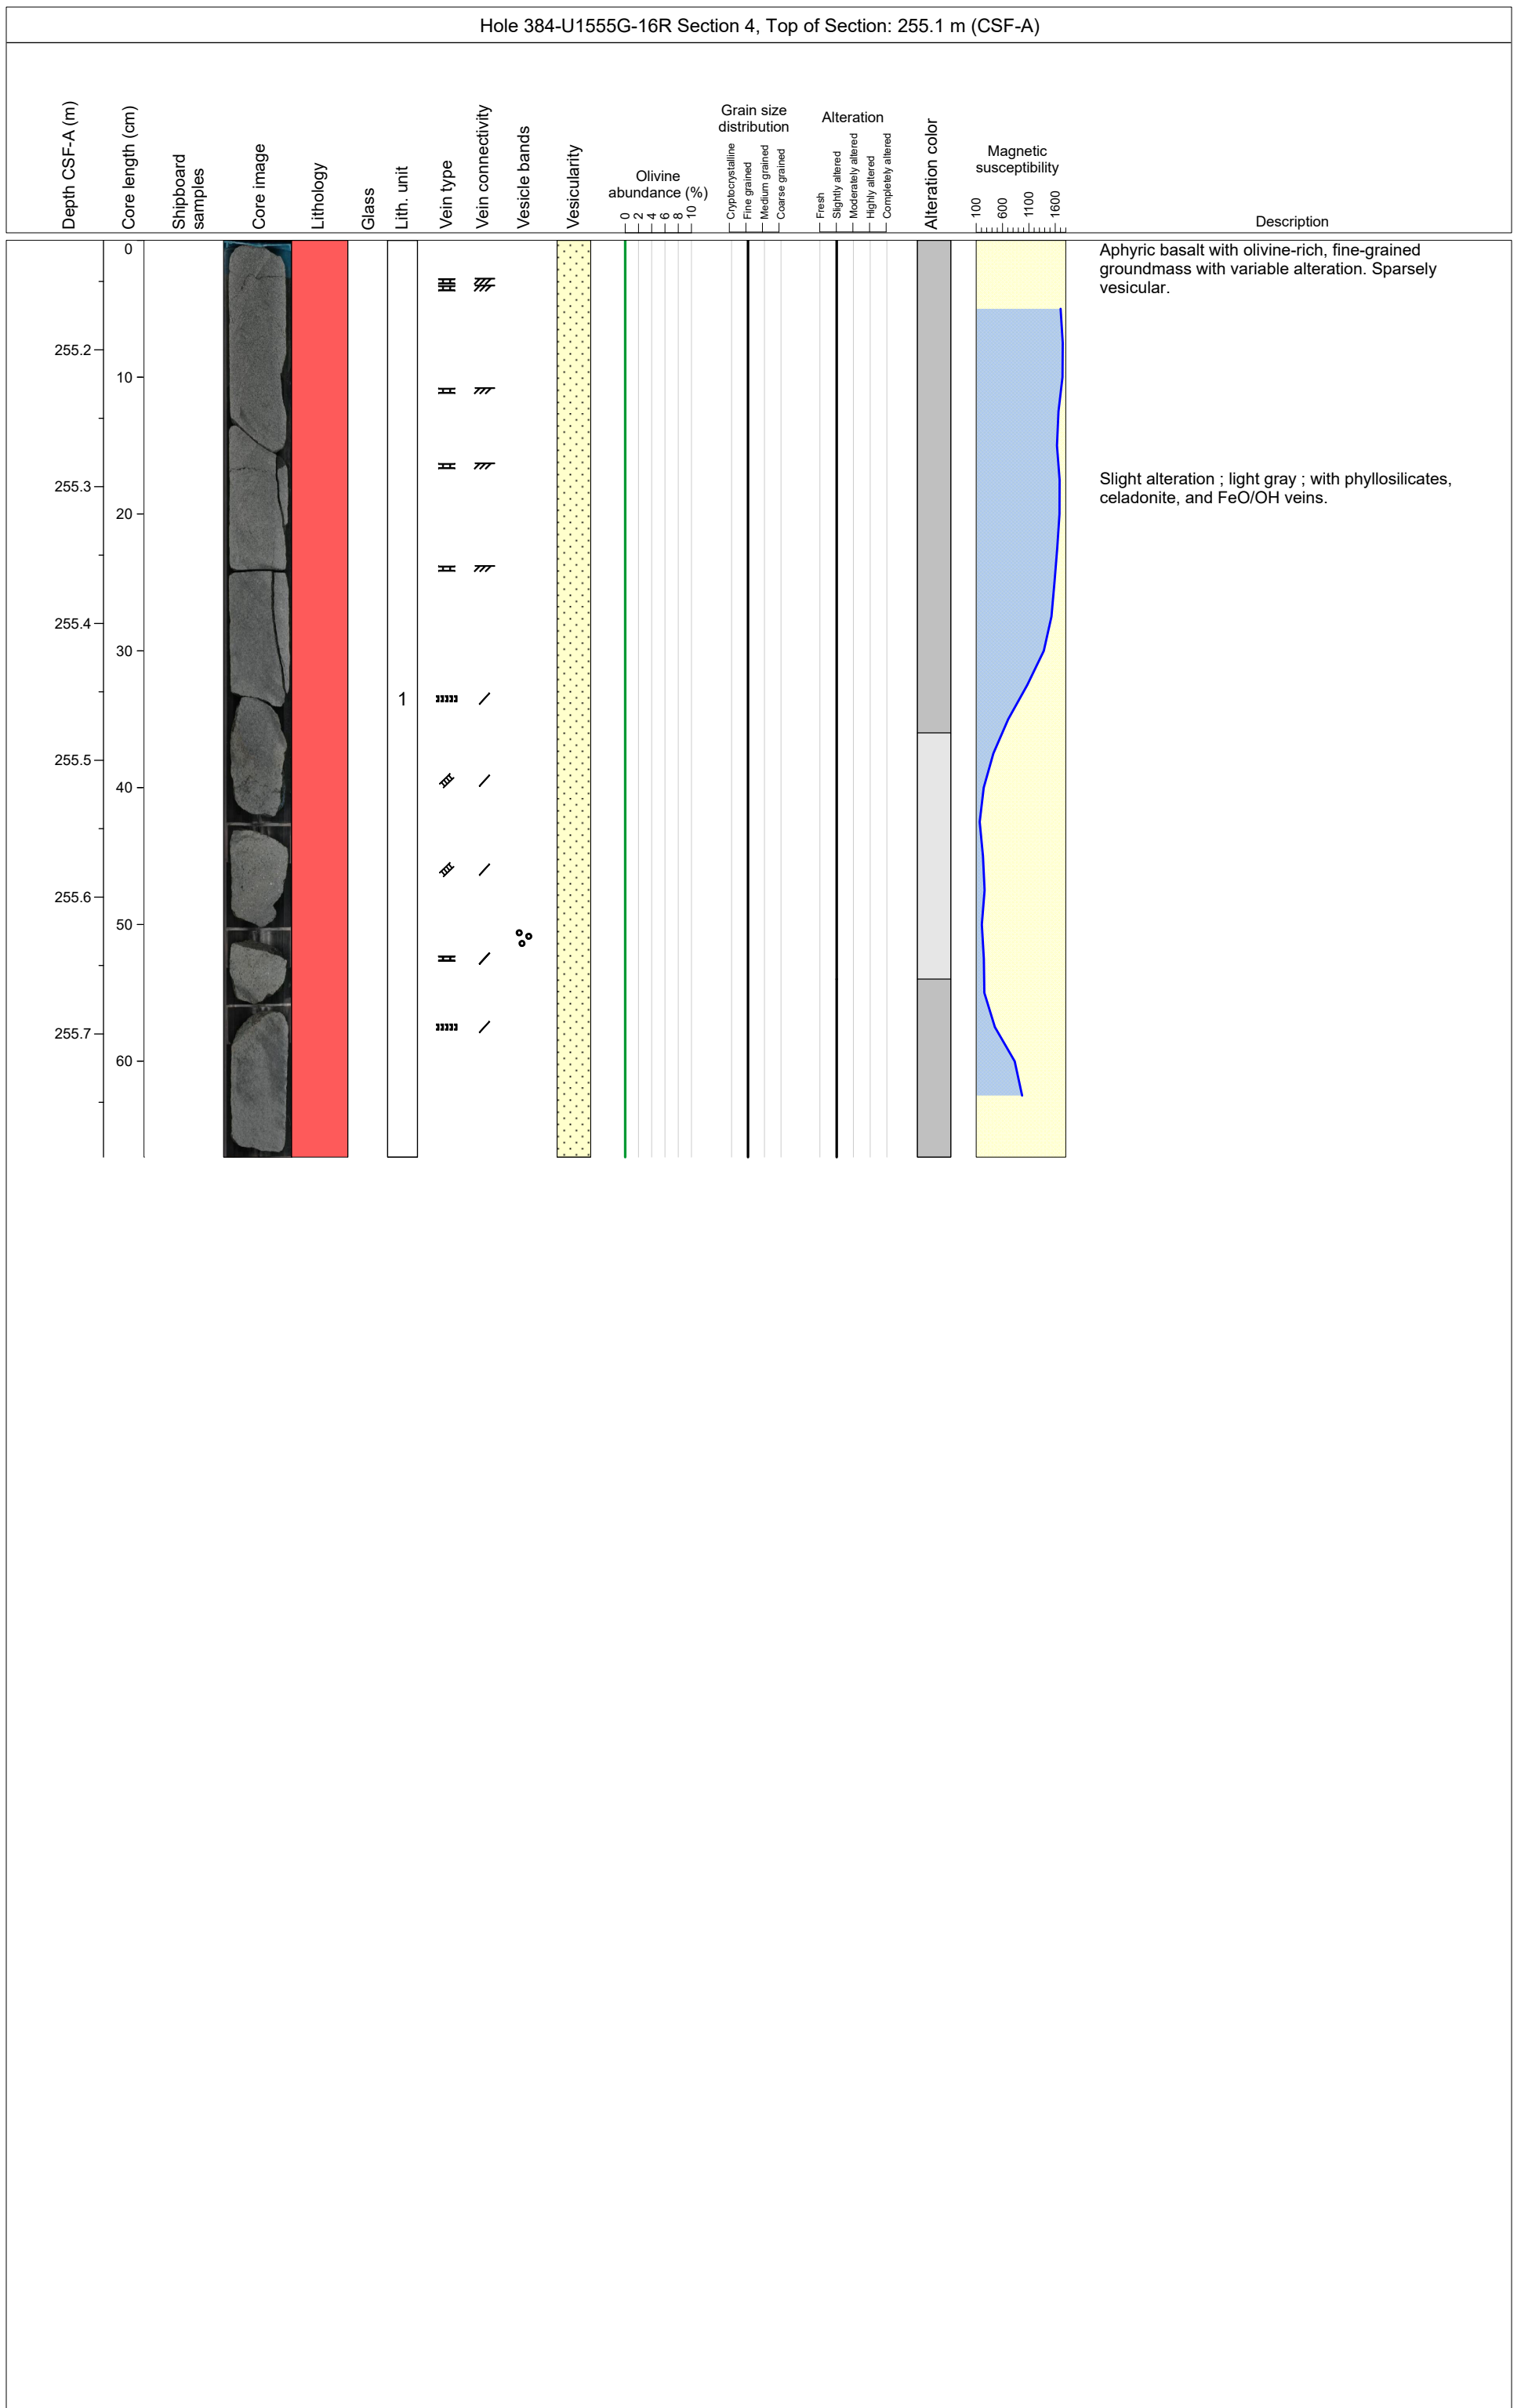 Hole 384-U1555G-16R Section 4, Top of Section: 255.1 m (CSF-A)
Depth CSF-A (m)
Core length (cm)
Shipboard
samples
Core image
Lithology
Glass
Lith. unit
Vein type
Vein connectivity
Vesicle bands
Vesicularity
Olivine
abundance (%)
0 2 4 6 8 10
Grain size
distribution
Cryptocrystalline
Fine grained
Medium grained
Coarse grained
Alteration
Fresh
Slightly altered
Moderately altered
Highly altered
Completely altered
Alteration color
Magnetic
susceptibility
100 600 1100 1600
Description
0
Aphyric basalt with olivine-rich, fine-grained
groundmass with variable alteration. Sparsely
vesicular.
255.2
10
Slight alteration ; light gray ; with phyllosilicates,
celadonite, and FeO/OH veins.
255.3
20
255.4
30
1
255.5
40
255.6
50
255.7
60